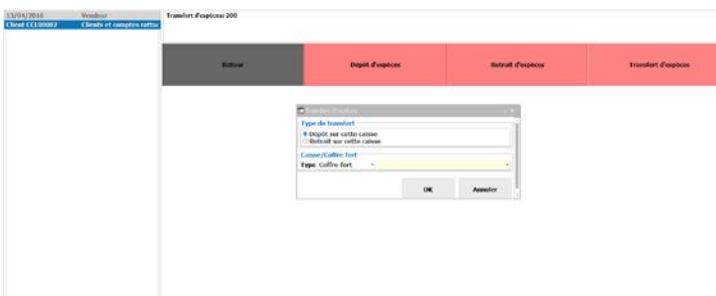 13/04/2016 Vendeur
Client CC100082 Clients et comptes rattac
Transfert d'espèces 200
Retour
Dépôt d'espèces
Retrait d'espèces
Transfert d'espèces
Transfert d'espèces
Type de transfert
Dépôt sur cette caisse
Retrait sur cette caisse
Caisse/Coffre-fort
Type Coffre-fort
OK
Annuler